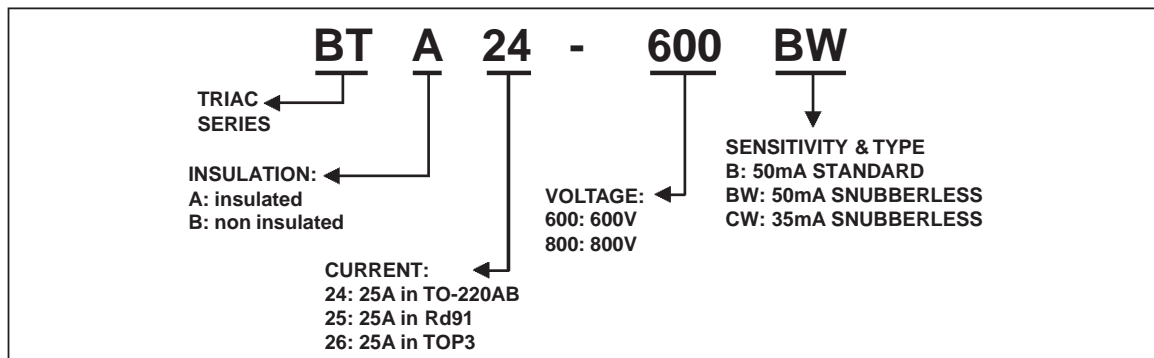 BT A 24 - 600 BW
TRIAC
SERIES
INSULATION:
A: insulated
B: non insulated
CURRENT:
24: 25A in TO-220AB
25: 25A in Rd91
26: 25A in TOP3
VOLTAGE:
600: 600V
800: 800V
SENSITIVITY & TYPE
B: 50mA STANDARD
BW: 50mA SNUBBERLESS
CW: 35mA SNUBBERLESS